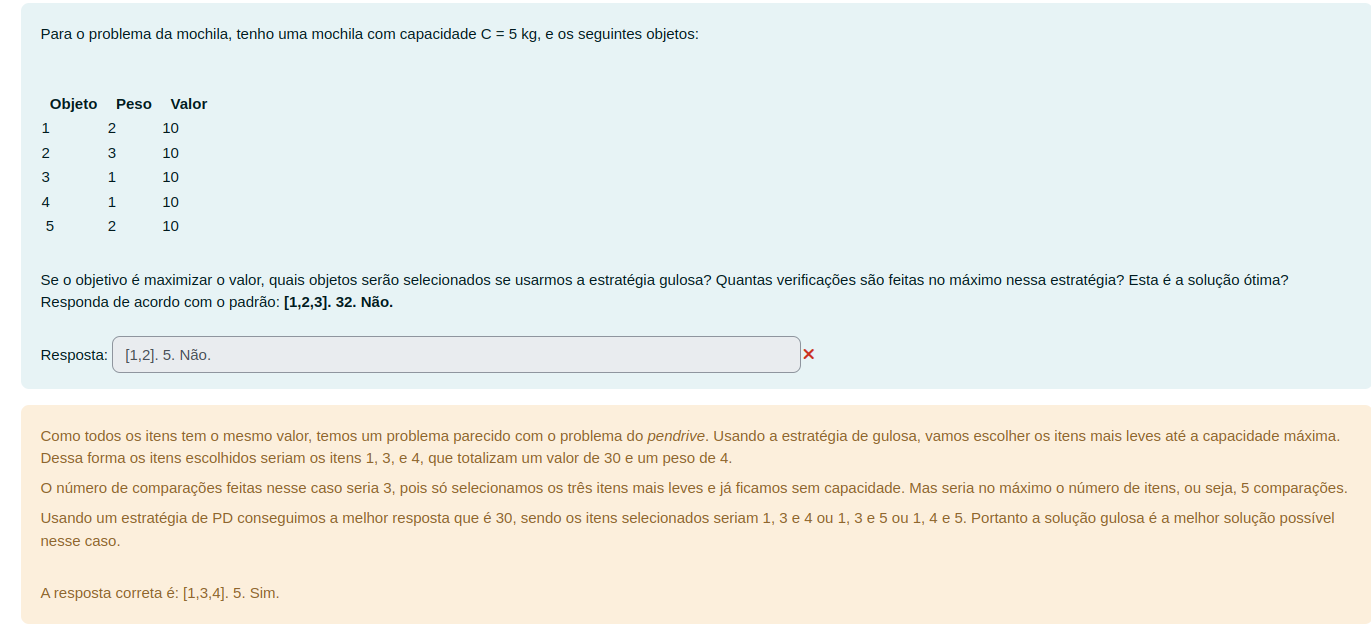 Para o problema da mochila, tenho uma mochila com capacidade C = 5 kg, e os seguintes objetos:
Objeto Peso Valor
1 2 10
2 3 10
3 1 10
4 1 10
5 2 10
Se o objetivo é maximizar o valor, quais objetos serão selecionados se usarmos a estratégia gulosa? Quantas verificações são feitas no máximo nessa estratégia? Esta é a solução ótima?
Responda de acordo com o padrão: [1,2,3]. 32. Não.
Resposta: [1,2]. 5. Não.
Como todos os itens tem o mesmo valor, temos um problema parecido com o problema do pendrive. Usando a estratégia de gulosa, vamos escolher os itens mais leves até a capacidade máxima.
Dessa forma os itens escolhidos seriam os itens 1, 3, e 4, que totalizam um valor de 30 e um peso de 4.
O número de comparações feitas nesse caso seria 3, pois só selecionamos os três itens mais leves e já ficamos sem capacidade. Mas seria no máximo o número de itens, ou seja, 5 comparações.
Usando um estratégia de PD conseguimos a melhor resposta que é 30, sendo os itens selecionados seriam 1, 3 e 4 ou 1, 3 e 5 ou 1, 4 e 5. Portanto a solução gulosa é a melhor solução possível
nesse caso.
A resposta correta é: [1,3,4]. 5. Sim.